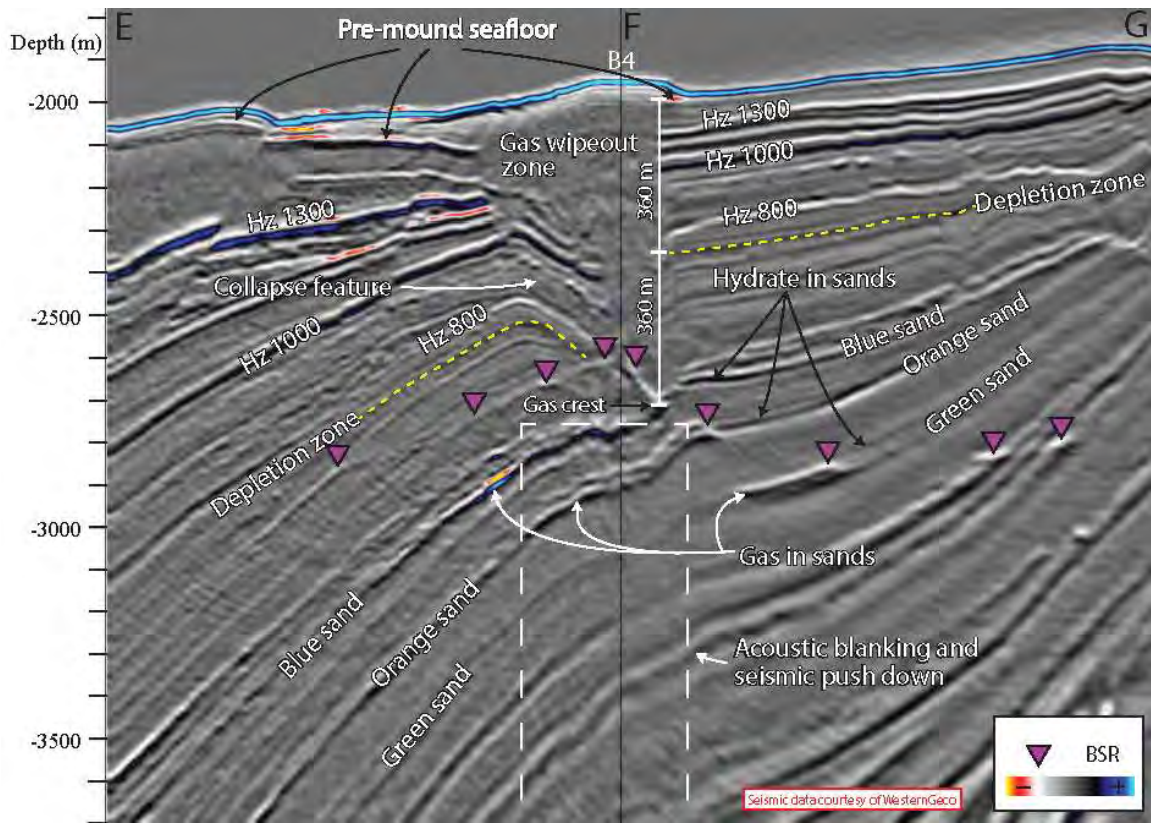 E
F
G
Depth (m)
Pre-mound seafloor
B4
-2000
Hz 1300
Gas wipeout
zone
Hz 1000
360 m
Hz 1300
Hz 800
Depletion zone
Collapse feature
Hydrate in sands
-2500
Hz 1000
Hz 800
360 m
Blue sand
Orange sand
Gas crest
Green sand
Depletion zone
-3000
Gas in sands
Blue sand
Orange sand
Green sand
Acoustic blanking and
seismic push down
-3500
BSR
- +
Seismic data courtesy of WesternGeco